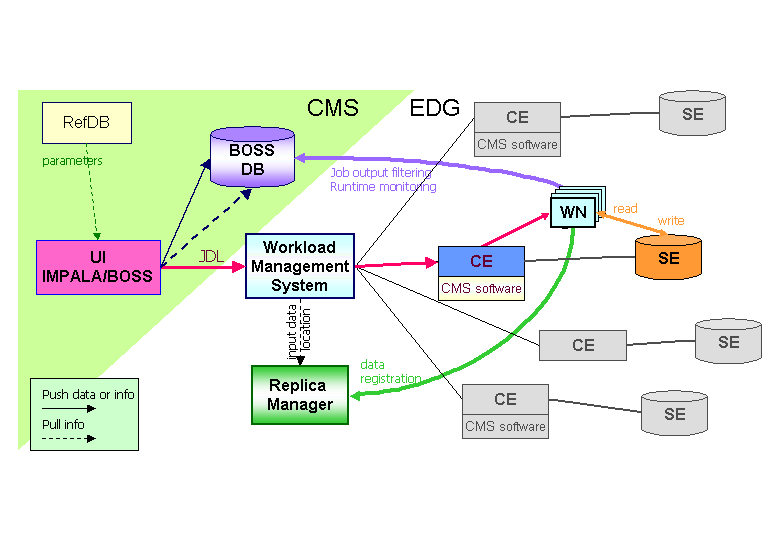 CMS
EDG
RefDB
parameters
BOSS
DB
Job output filtering
Runtime monitoring
CE
CMS software
SE
WN
read
write
UI
IMPALA/BOSS
JDL
Workload
Management
System
CE
CMS software
SE
input data
location
CE
SE
data
registration
Replica
Manager
CE
CMS software
SE
Push data or info
Pull info